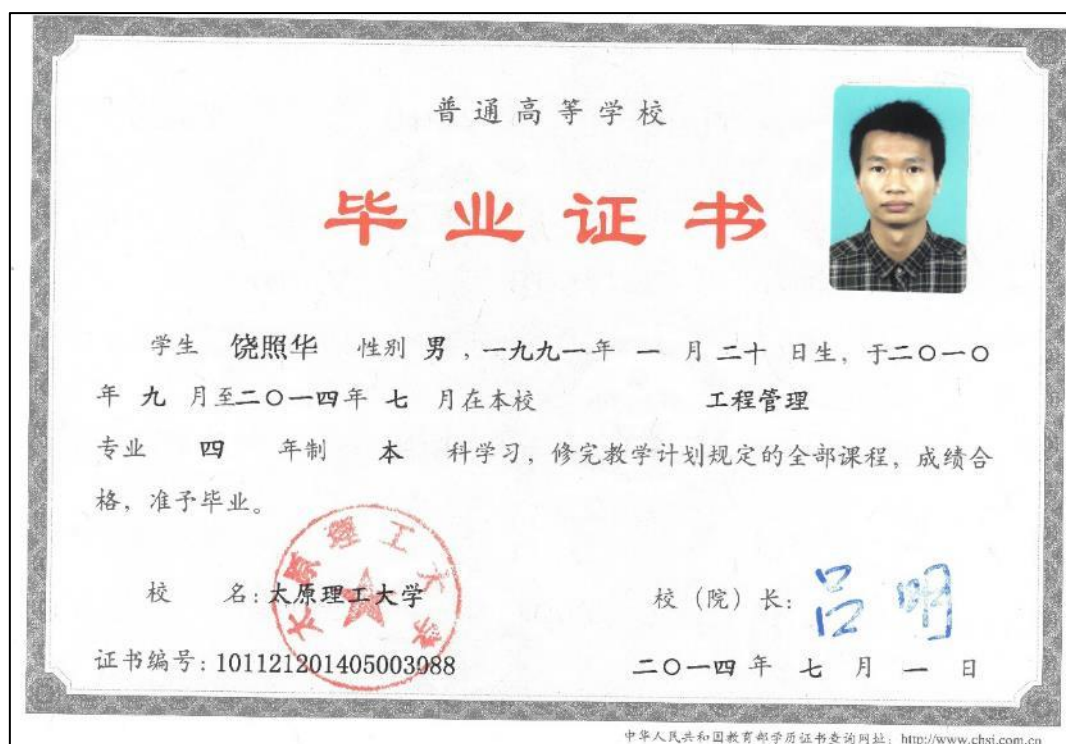 普通高等学校
毕业证书
学生 饶照华 性别 男，一九九一年 一 月 二十 日生，于二〇一〇
年 九 月至二〇一四年 七 月在本校 工程管理
专业 四 年制 本 科学习，修完教学计划规定的全部课程，成绩合
格，准予毕业。
太原理工大学
校 名：太原理工大学
校（院）长：吕明
证书编号：101121201405003988
二〇一四年 七 月 一 日
中华人民共和国教育部学历证书查询网址：http://www.chsi.com.cn